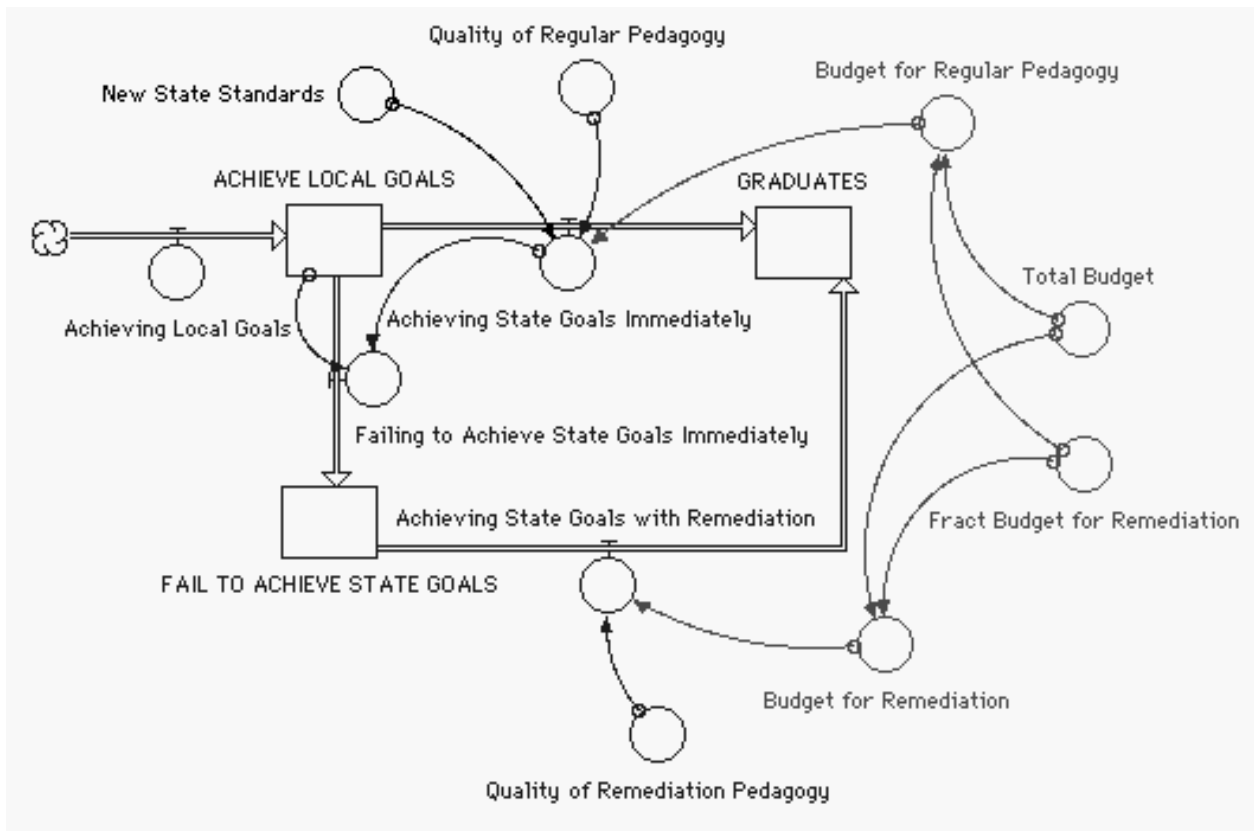 Quality of Regular Pedagogy
Budget for Regular Pedagogy
New State Standards
ACHIEVE LOCAL GOALS
GRADUATES
Total Budget
Achieving Local Goals
Achieving State Goals Immediately
Failing to Achieve State Goals Immediately
Achieving State Goals with Remediation
Fract Budget for Remediation
FAIL TO ACHIEVE STATE GOALS
Budget for Remediation
Quality of Remediation Pedagogy